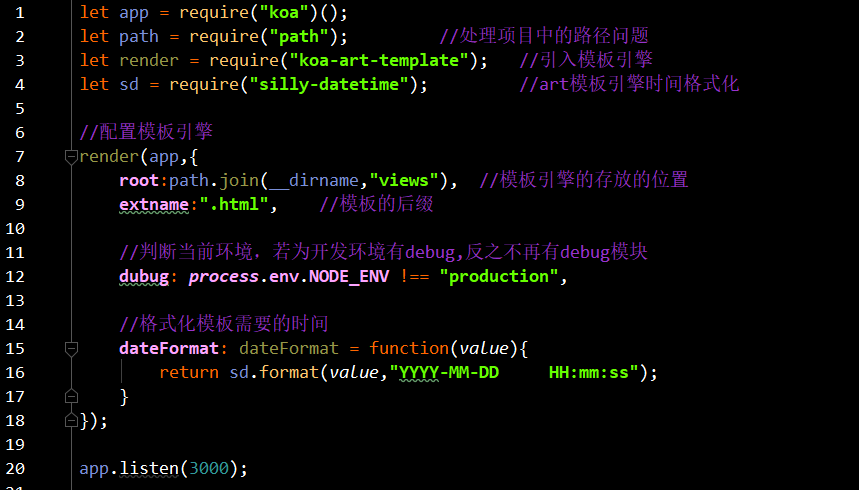 1 let app = require("koa")();
2 let path = require("path"); //处理项目中的路径问题
3 let render = require("koa-art-template"); //引入模板引擎
4 let sd = require("silly-datetime"); //art模板引擎时间格式化
5
6 //配置模板引擎
7 render(app,{
8 root:path.join(__dirname,"views"), //模板引擎的存放的位置
9 extname:".html", //模板的后缀
10
11 //判断当前环境，若为开发环境有debug,反之不再有debug模块
12 dubug: process.env.NODE_ENV !== "production",
13
14 //格式化模板需要的时间
15 dateFormat: dateFormat = function(value){
16 return sd.format(value,"YYYY-MM-DD     HH:mm:ss");
17 }
18 });
19
20 app.listen(3000);